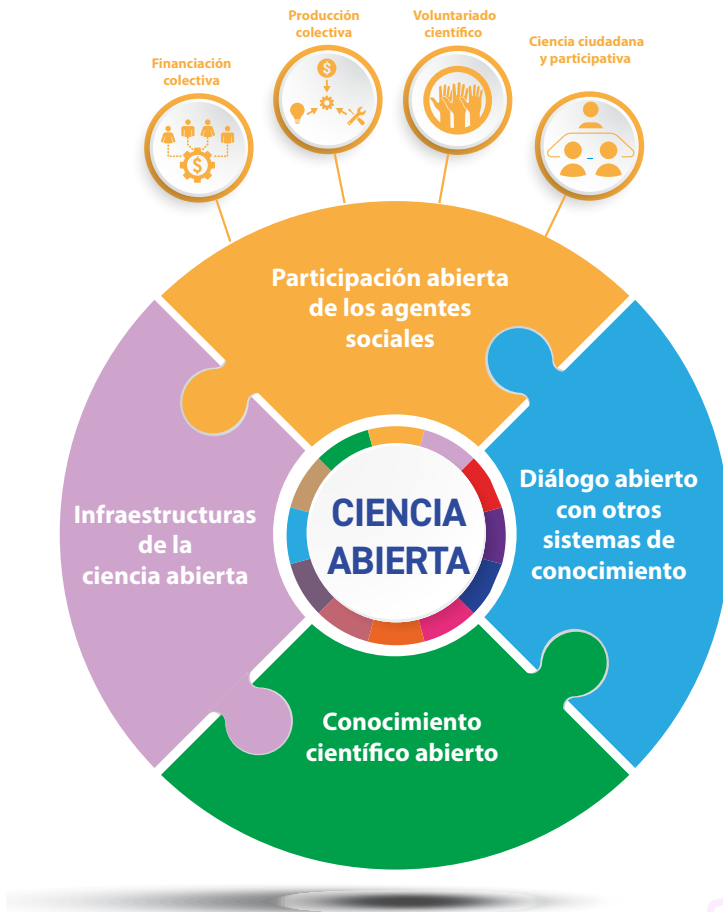 Producción
colectiva
Voluntariado
científico
Ciencia ciudadana
y participativa
Financiación
colectiva
$
$
Participación abierta
de los agentes
sociales
Diálogo abierto
con otros
sistemas de
conocimiento
Infraestructuras
de la
ciencia abierta
CIENCIA
ABIERTA
Conocimiento
científico abierto